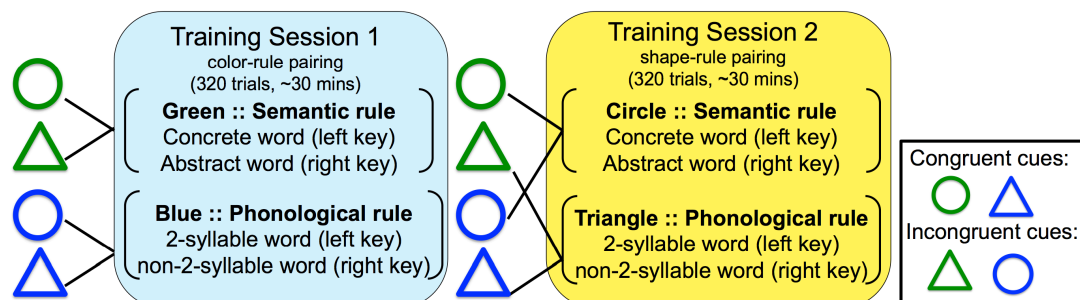 Training Session 1
color-rule pairing
(320 trials, ~30 mins)
Green :: Semantic rule
Concrete word (left key)
Abstract word (right key)
Blue :: Phonological rule
2-syllable word (left key)
non-2-syllable word (right key)
Training Session 2
shape-rule pairing
(320 trials, ~30 mins)
Circle :: Semantic rule
Concrete word (left key)
Abstract word (right key)
Triangle :: Phonological rule
2-syllable word (left key)
non-2-syllable word (right key)
Congruent cues:
Incongruent cues: